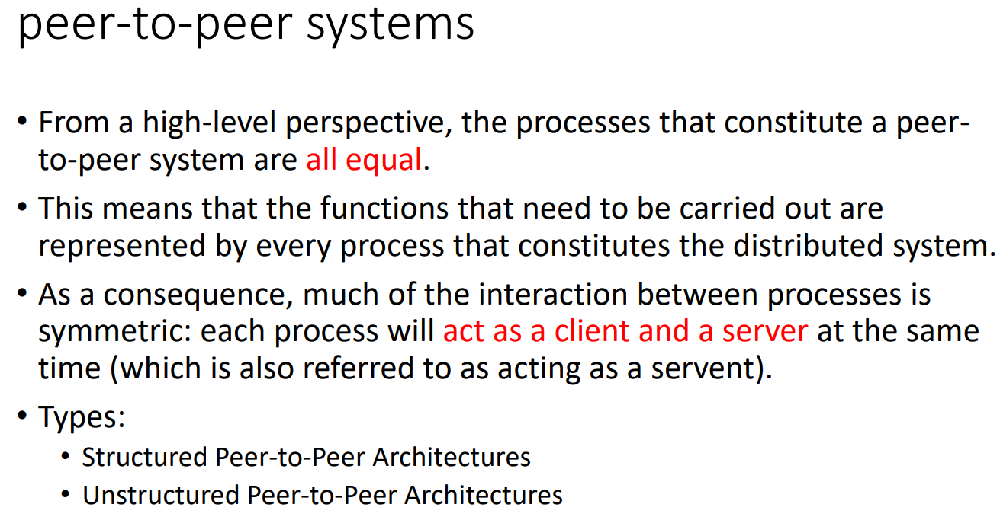 peer-to-peer systems
• From a high-level perspective, the processes that constitute a peer-
to-peer system are all equal.
• This means that the functions that need to be carried out are
represented by every process that constitutes the distributed system.
• As a consequence, much of the interaction between processes is
symmetric: each process will act as a client and a server at the same
time (which is also referred to as acting as a servent).
• Types:
• Structured Peer-to-Peer Architectures
• Unstructured Peer-to-Peer Architectures